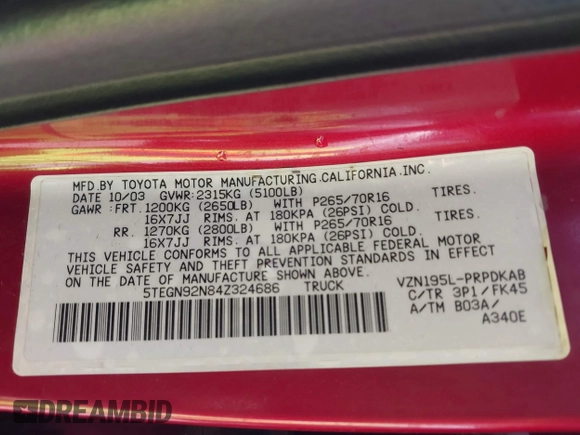 MFD.BY TOYOTA MOTOR MANUFACTURING.CALIFORNIA.INC.
DATE 10/03 GVWR:2315KG (5100LB)
GAWR : FRT.1200KG (2650LB) WITH P265/70R16 TIRES.
16X7JJ RIMS. AT 180KPA (26PSI) COLD.
RR. 1270KG (2800LB) WITH P265/70R16 TIRES.
16X7JJ RIMS. AT 180KPA (26PSI) COLD.
THIS VEHICLE CONFORMS TO ALL APPLICABLE FEDERAL MOTOR
VEHICLE SAFETY AND THEFT PREVENTION STANDARDS IN EFFECT
ON THE DATE OF MANUFACTURE SHOWN ABOVE.
5TEGN92N84Z324686 TRUCK
VZN195L-PRPDKAB
C/TR 3P1/FK45
A/TM B03A/
A340E
DREAMBID